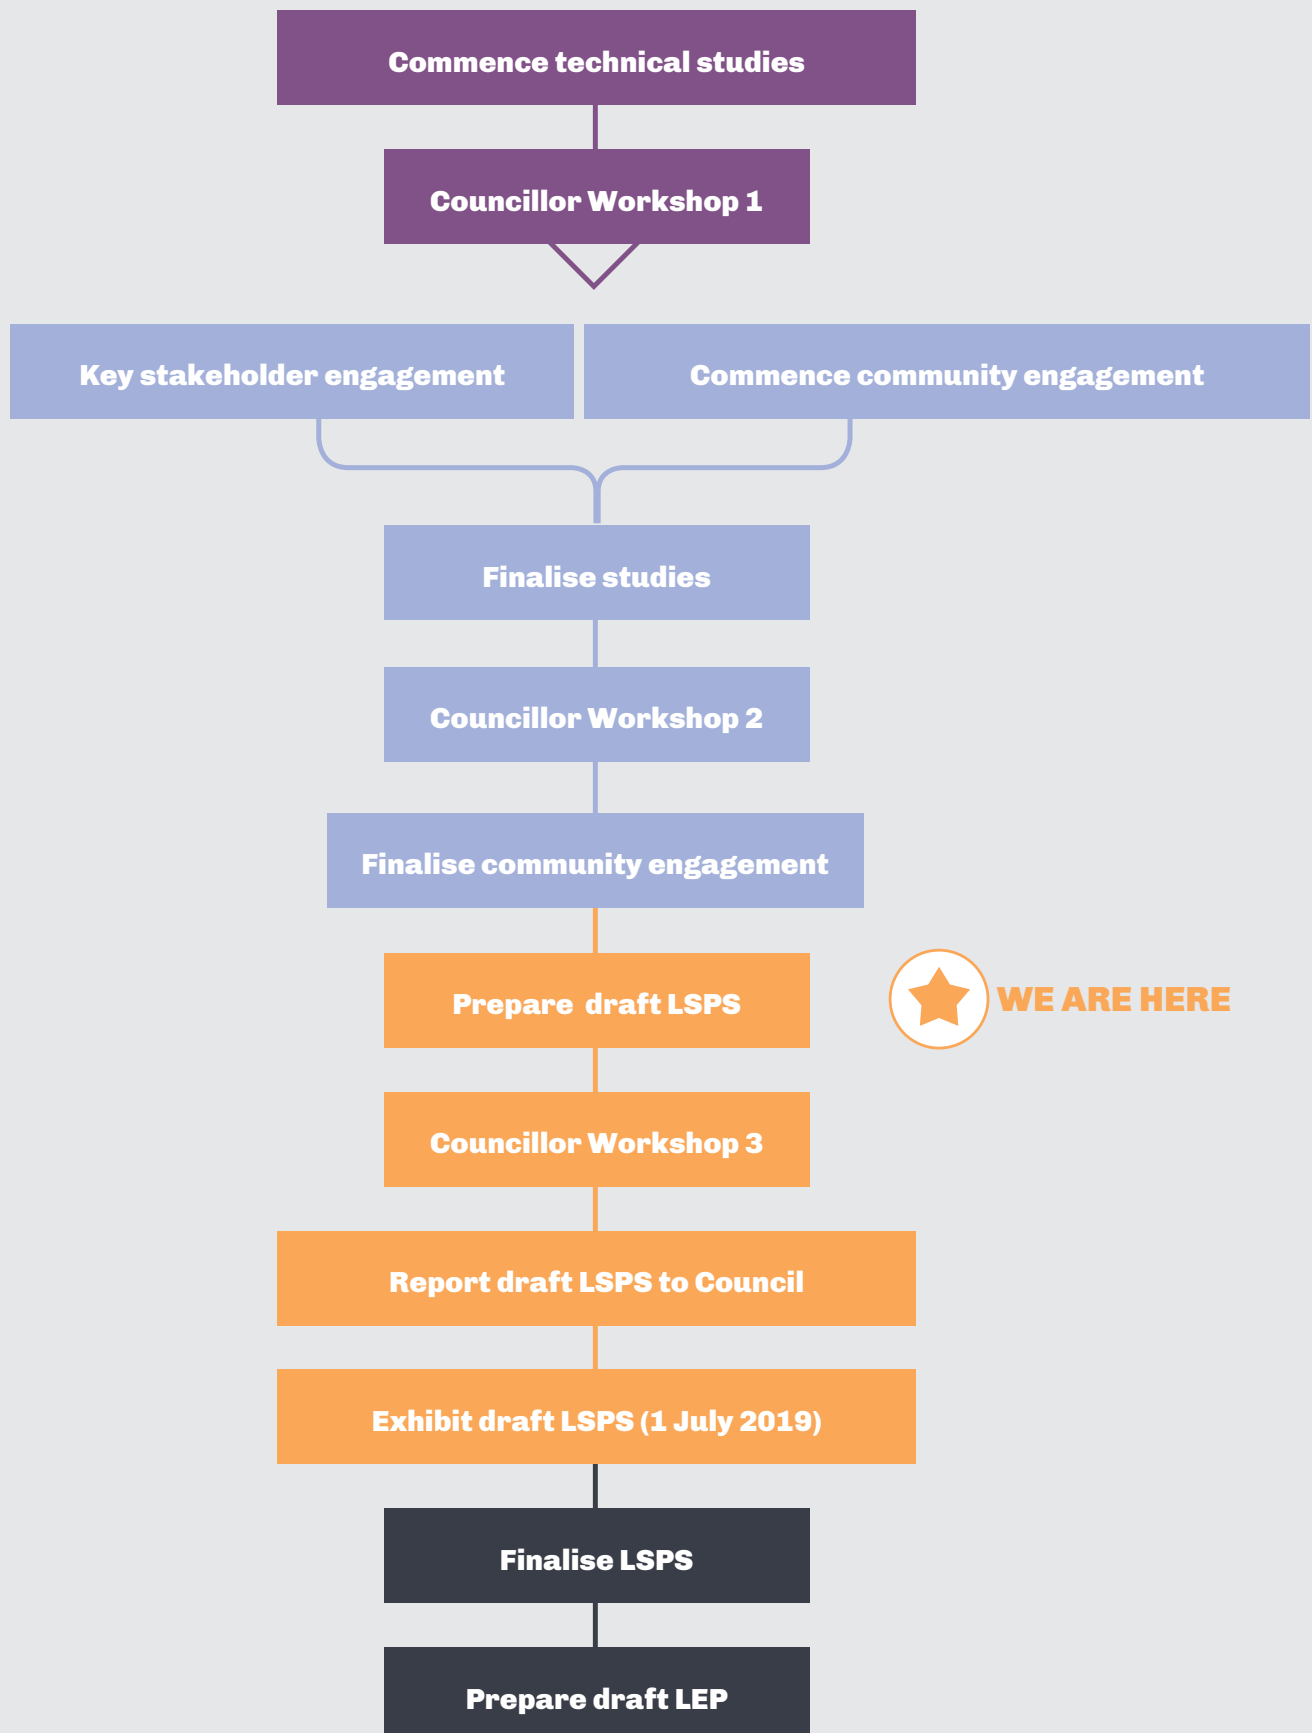 Commence technical studies
Councillor Workshop 1
Key stakeholder engagement
Commence community engagement
Finalise studies
Councillor Workshop 2
Finalise community engagement
Prepare draft LSPS
WE ARE HERE
Councillor Workshop 3
Report draft LSPS to Council
Exhibit draft LSPS (1 July 2019)
Finalise LSPS
Prepare draft LEP